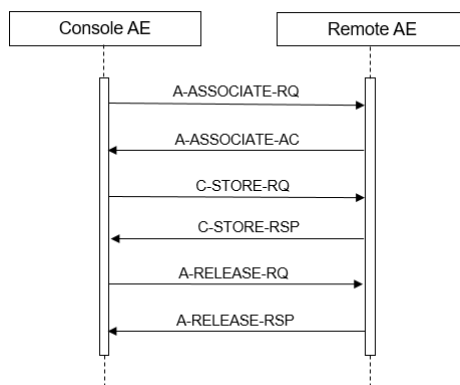 Console AE
Remote AE
A-ASSOCIATE-RQ
A-ASSOCIATE-AC
C-STORE-RQ
C-STORE-RSP
A-RELEASE-RQ
A-RELEASE-RSP